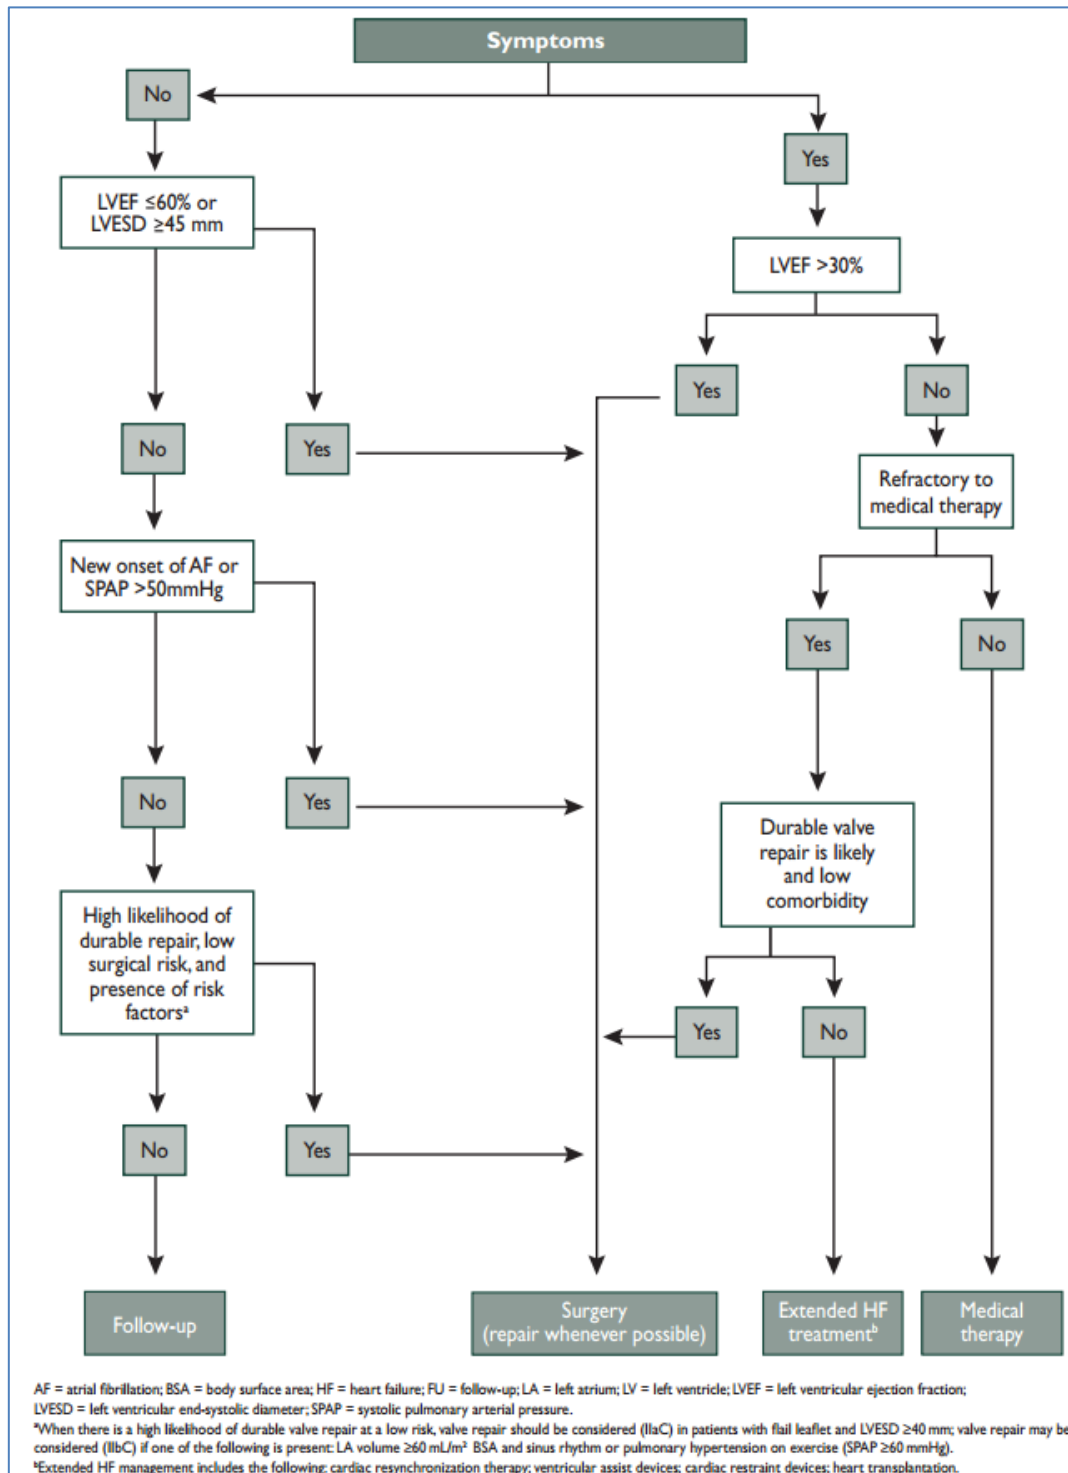 Symptoms
No
Yes
LVEF ≤60% or
LVESD ≥45 mm
LVEF >30%
Yes
No
No
Yes
Refractory to
medical therapy
New onset of AF or
SPAP >50mmHg
Yes
No
No
Yes
Durable valve
repair is likely
and low
comorbidity
High likelihood of
durable repair, low
surgical risk, and
presence of risk
factorsᵃ
Yes
No
No
Yes
Follow-up
Surgery
(repair whenever possible)
Extended HF
treatmentᵇ
Medical
therapy
AF = atrial fibrillation; BSA = body surface area; HF = heart failure; FU = follow-up; LA = left atrium; LV = left ventricle; LVEF = left ventricular ejection fraction;
LVESD = left ventricular end-systolic diameter; SPAP = systolic pulmonary arterial pressure.
ᵃWhen there is a high likelihood of durable valve repair at a low risk, valve repair should be considered (IIaC) in patients with flail leaflet and LVESD ≥40 mm; valve repair may be
considered (IIbC) if one of the following is present: LA volume ≥60 mL/m² BSA and sinus rhythm or pulmonary hypertension on exercise (SPAP ≥60 mmHg).
ᵇExtended HF management includes the following: cardiac resynchronization therapy; ventricular assist devices; cardiac restraint devices; heart transplantation.